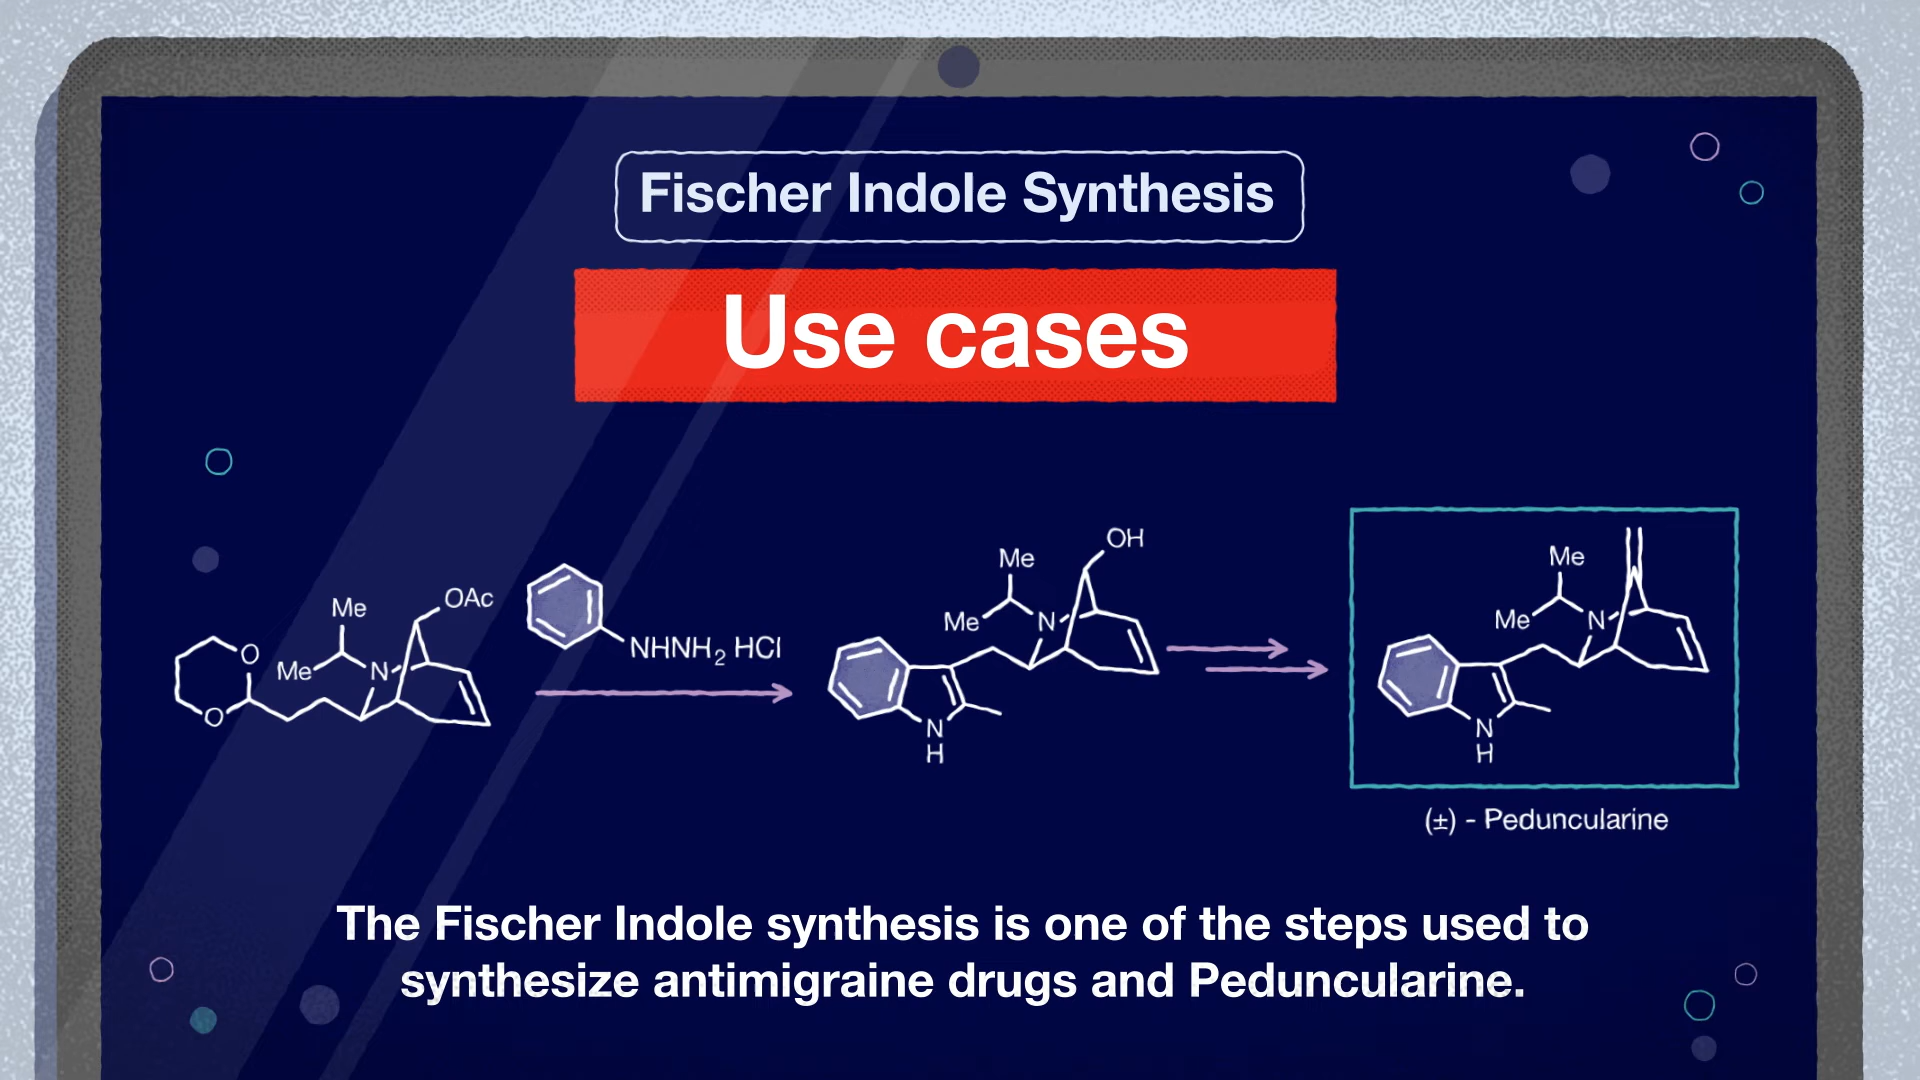 Fischer Indole Synthesis
Use cases
O
O
Me
Me
N
OAc
NHNH2 HCl
Me
Me
N
OH
N
H
Me
Me
N
N
H
(±) - Peduncularine
The Fischer Indole synthesis is one of the steps used to
synthesize antimigraine drugs and Peduncularine.